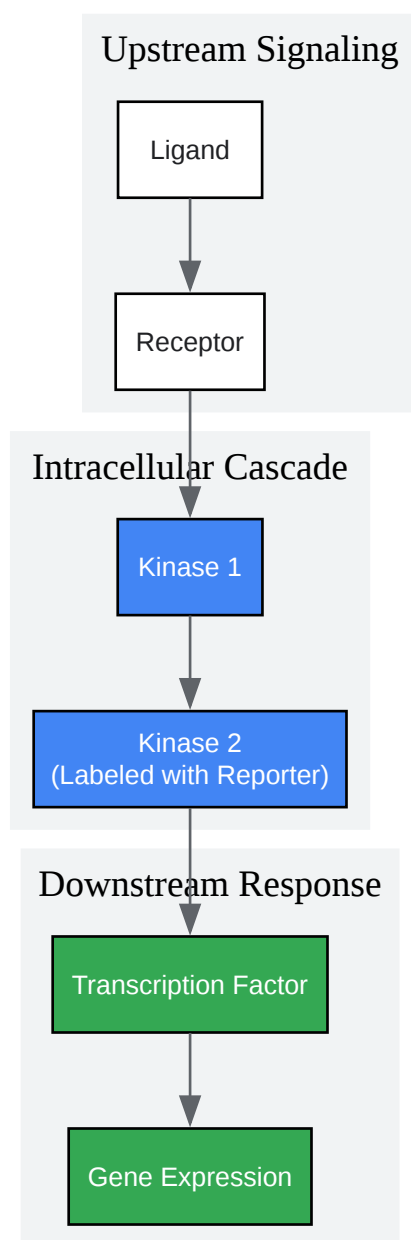 Upstream Signaling
Ligand
Receptor
Intracellular Cascade
Kinase 1
Kinase 2
(Labeled with Reporter)
Downstream Response
Transcription Factor
Gene Expression